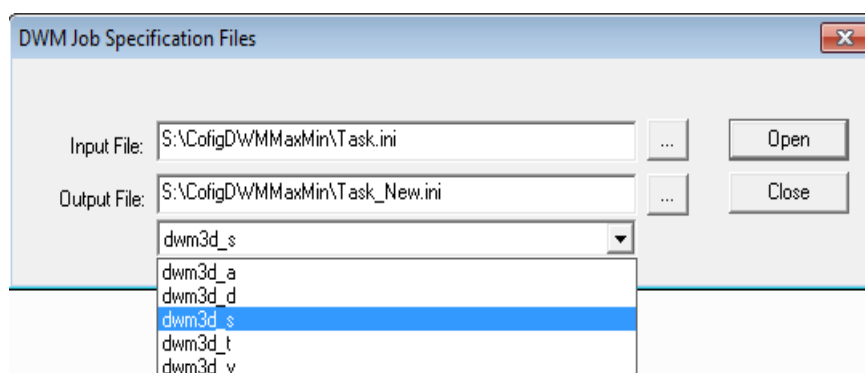 DWM Job Specification Files
Input File: S:\CofigDWMMaxMin\Task.ini ... Open
Output File: S:\CofigDWMMaxMin\Task_New.ini ... Close
dwm3d_s
dwm3d_a
dwm3d_d
dwm3d_s
dwm3d_t
dwm3d_v